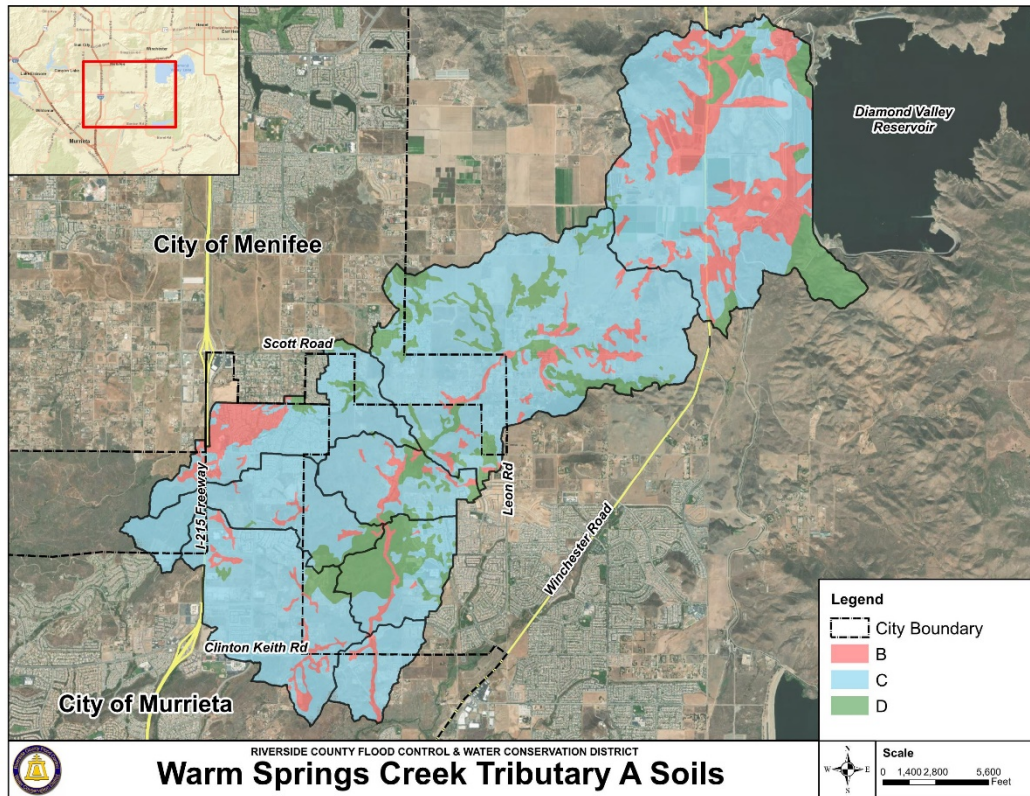 Murrieta
Diamond Valley
Reservoir
City of Menifee
Scott Road
I-215 Freeway
Leon Rd
Winchester Road
Clinton Keith Rd
City of Murrieta
Legend
City Boundary
B
C
D
RIVERSIDE COUNTY FLOOD CONTROL & WATER CONSERVATION DISTRICT
Warm Springs Creek Tributary A Soils
N
W E
S
Scale
0 1,400 2,800 5,600
Feet